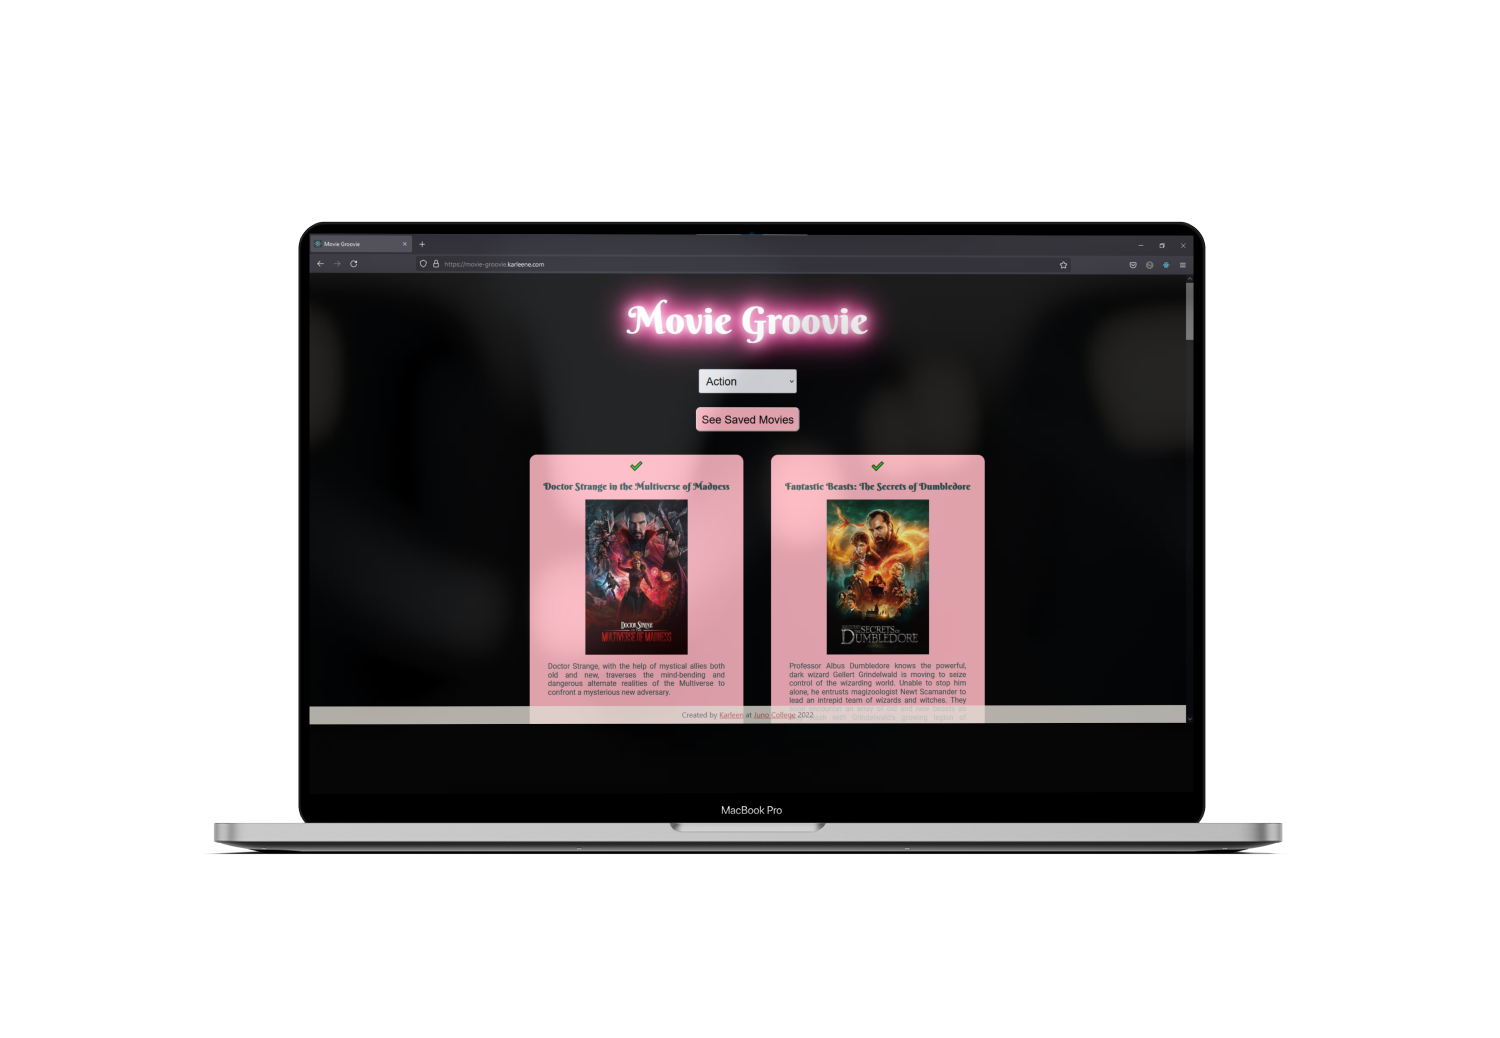 Movie Groovie
https://movie-groovie.karleene.com
Movie Groovie
Action
See Saved Movies
Doctor Strange in the Multiverse of Madness
DOCTOR STRANGE
MULTIVERSE OF MADNESS
Doctor Strange, with the help of mystical allies both
old and new, traverses the mind-bending and
dangerous alternate realities of the Multiverse to
confront a mysterious new adversary.
Fantastic Beasts: The Secrets of Dumbledore
SECRETS OF
DUMBLEDORE
Professor Albus Dumbledore knows the powerful,
dark wizard Gellert Grindelwald is moving to seize
control of the wizarding world. Unable to stop him
alone, he entrusts magizoologist Newt Scamander to
lead an intrepid team of wizards and witches. They
Created by Karleen at Juno College 2022
MacBook Pro